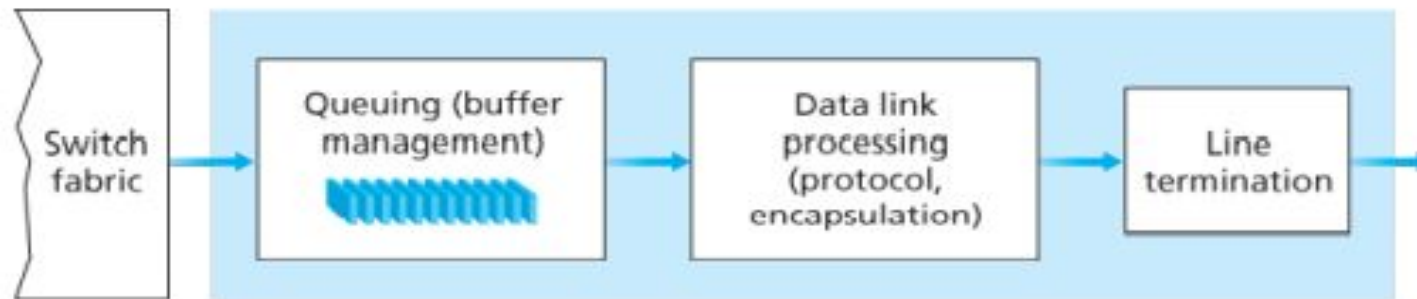 Switch
fabric
Queuing (buffer
management)
Data link
processing
(protocol,
encapsulation)
Line
termination